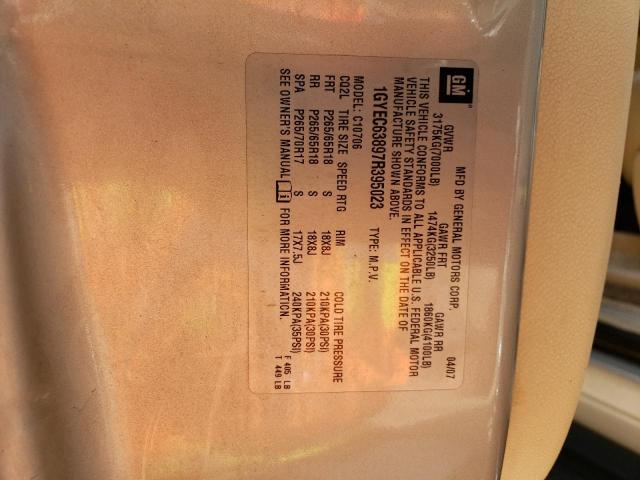 GM MFD BY GENERAL MOTORS CORP. 04/07
GVWR GAWR FRT GAWR RR
3175KG(7000LB) 1474KG(3250LB) 1860KG(4100LB)
THIS VEHICLE CONFORMS TO ALL APPLICABLE U.S. FEDERAL MOTOR
VEHICLE SAFETY STANDARDS IN EFFECT ON THE DATE OF
MANUFACTURE SHOWN ABOVE.
1GYEC63897R395023 TYPE: M.P.V.
MODEL: C10706
CQ2L TIRE SIZE SPEED RTG RIM COLD TIRE PRESSURE
FRT P265/65R18 S 18X8J 210KPA(30PSI)
RR P265/65R18 S 18X8J 210KPA(30PSI)
SPA P265/70R17 S 17X7.5J 240KPA(35PSI)
SEE OWNER'S MANUAL i FOR MORE INFORMATION. F 405 LB
T 449 LB